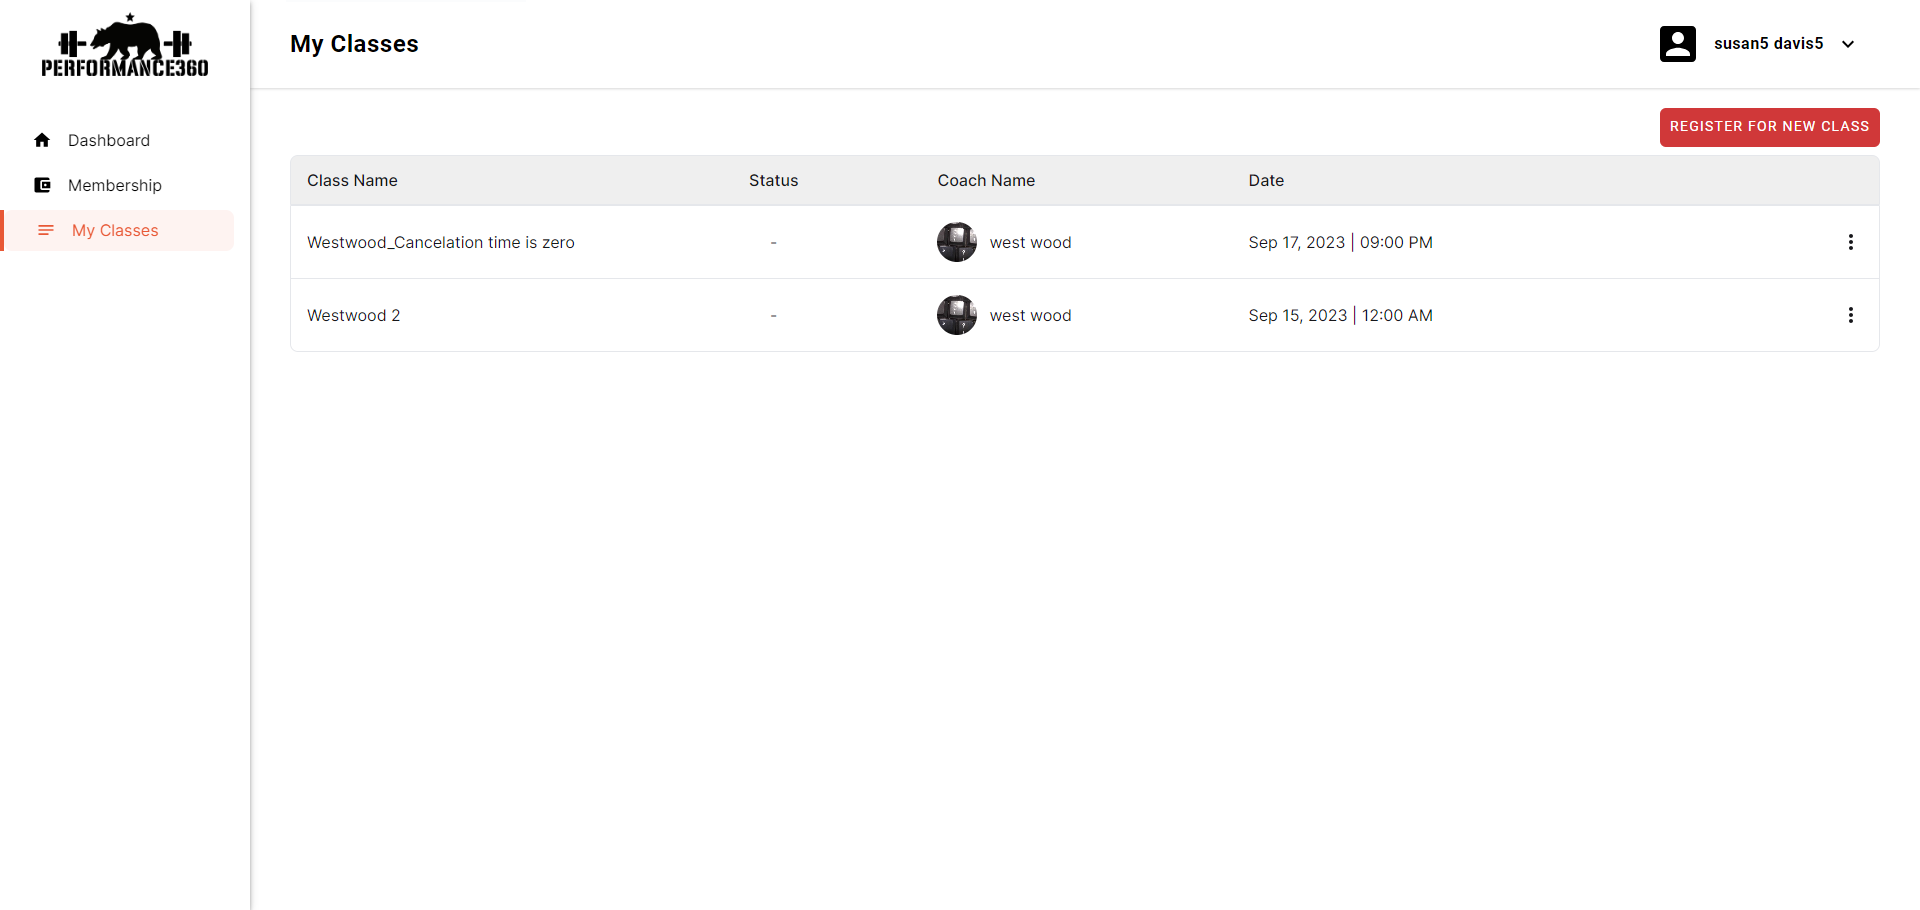 PERFORMANCE360
Dashboard
Membership
My Classes
My Classes
susan5 davis5
REGISTER FOR NEW CLASS
Class Name Status Coach Name Date
Westwood_Cancelation time is zero - west wood Sep 17, 2023 | 09:00 PM
Westwood 2 - west wood Sep 15, 2023 | 12:00 AM